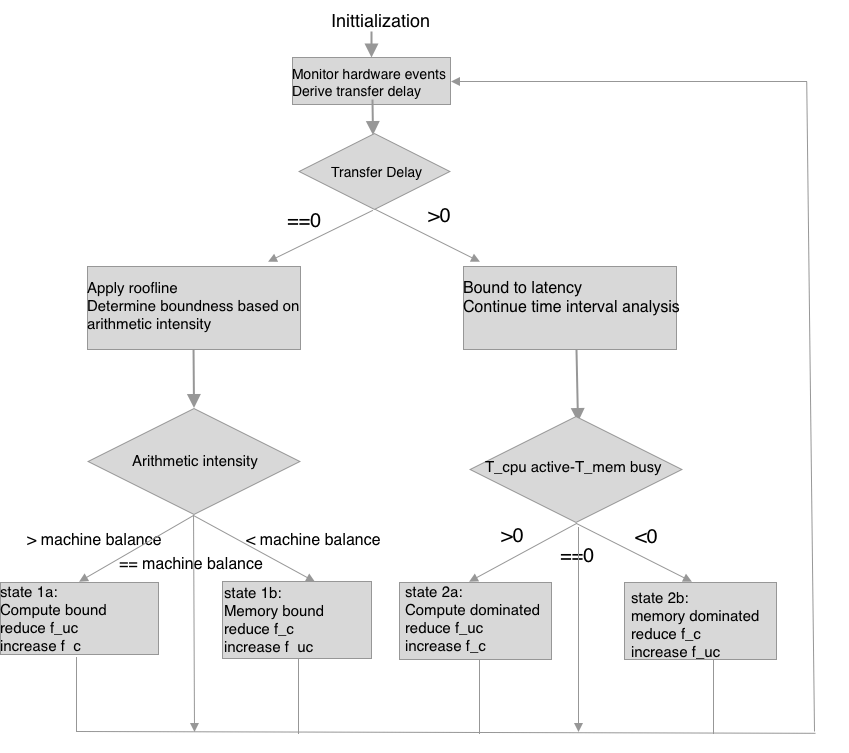 Inittialization
Monitor hardware events
Derive transfer delay
Transfer Delay
==0
>0
Apply roofline
Determine boundness based on
arithmetic intensity
Bound to latency
Continue time interval analysis
Arithmetic intensity
T_cpu active-T_mem busy
> machine balance
< machine balance
== machine balance
>0
<0
==0
state 1a:
Compute bound
reduce f_uc
increase f_c
state 1b:
Memory bound
reduce f_c
increase f_uc
state 2a:
Compute dominated
reduce f_uc
increase f_c
state 2b:
memory dominated
reduce f_c
increase f_uc